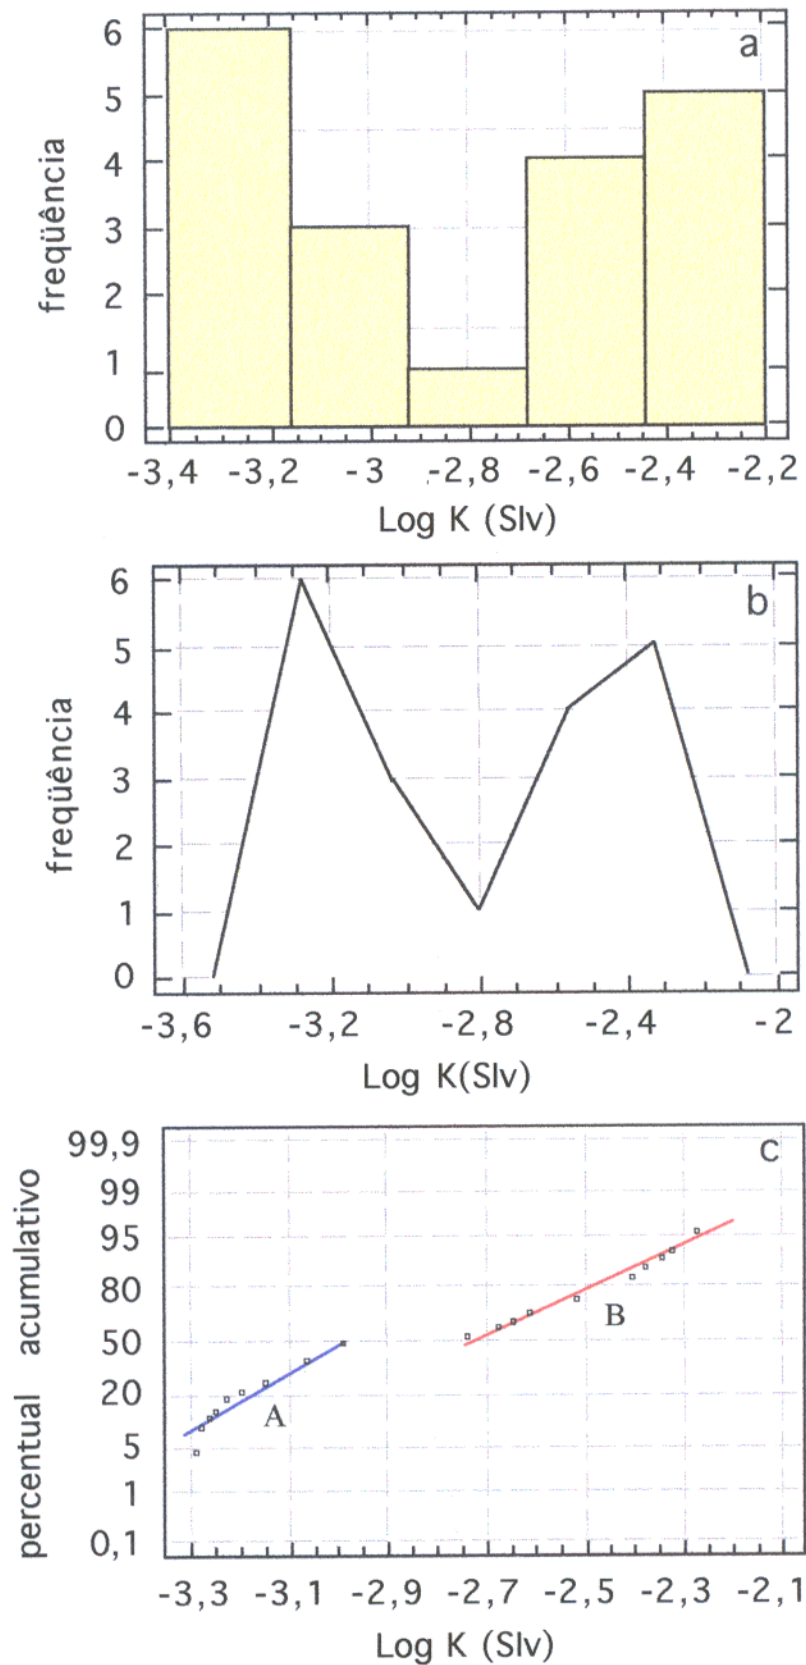 a
freqüência
6
5
4
3
2
1
0
-3,4 -3,2 -3 -2,8 -2,6 -2,4 -2,2
Log K (SIv)
b
freqüência
6
5
4
3
2
1
0
-3,6 -3,2 -2,8 -2,4 -2
Log K(SIv)
c
percentual acumulativo
99,9
99
95
80
50
20
5
1
0,1
A
B
-3,3 -3,1 -2,9 -2,7 -2,5 -2,3 -2,1
Log K (SIv)